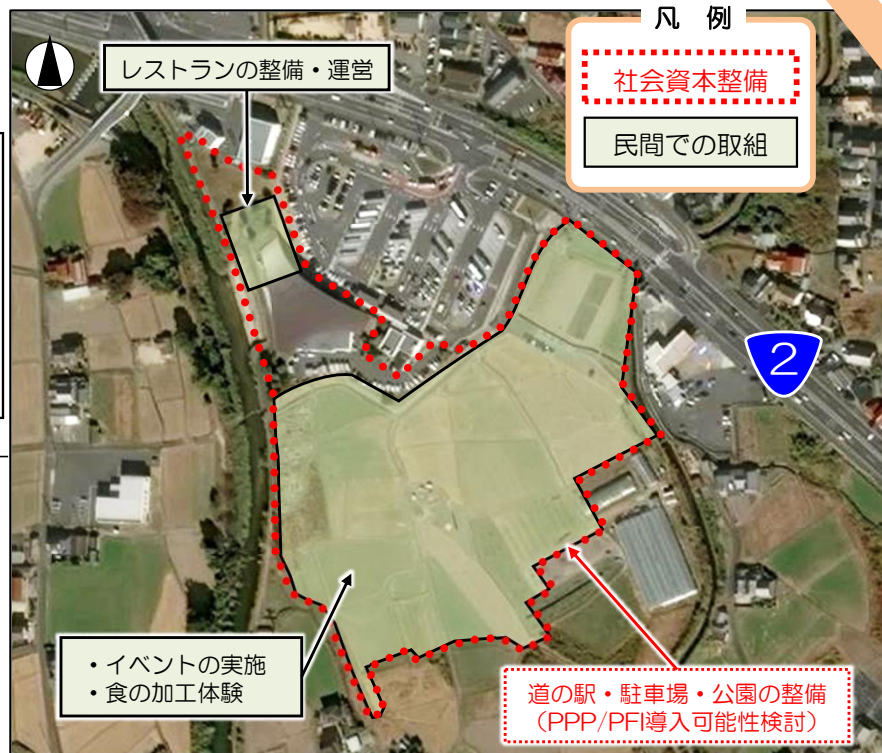 凡 例
社会資本整備
民間での取組
レストランの整備・運営
2
・イベントの実施
・食の加工体験
道の駅・駐車場・公園の整備
（PPP/PFI導入可能性検討）